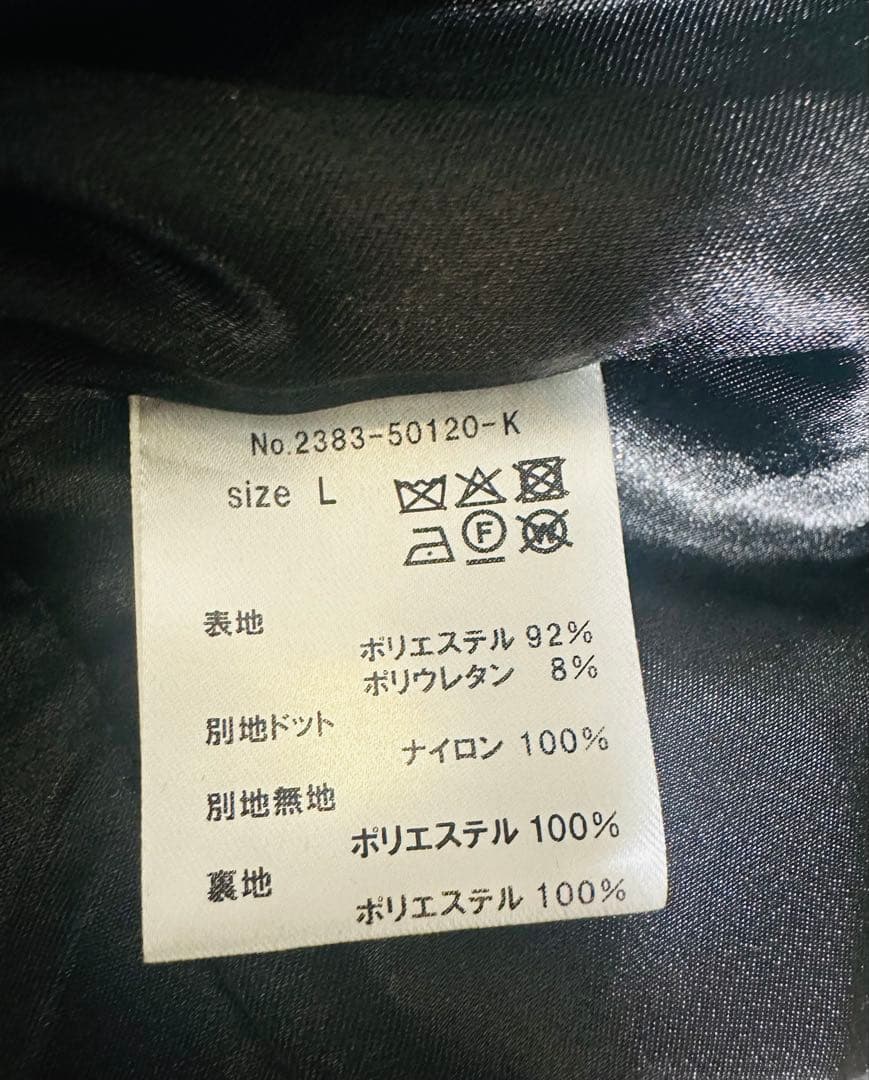 No.2383-50120-K
size L
F
W
表地
ポリエステル 92%
ポリウレタン 8%
別地ドット
ナイロン 100%
別地無地
ポリエステル 100%
裏地
ポリエステル 100%